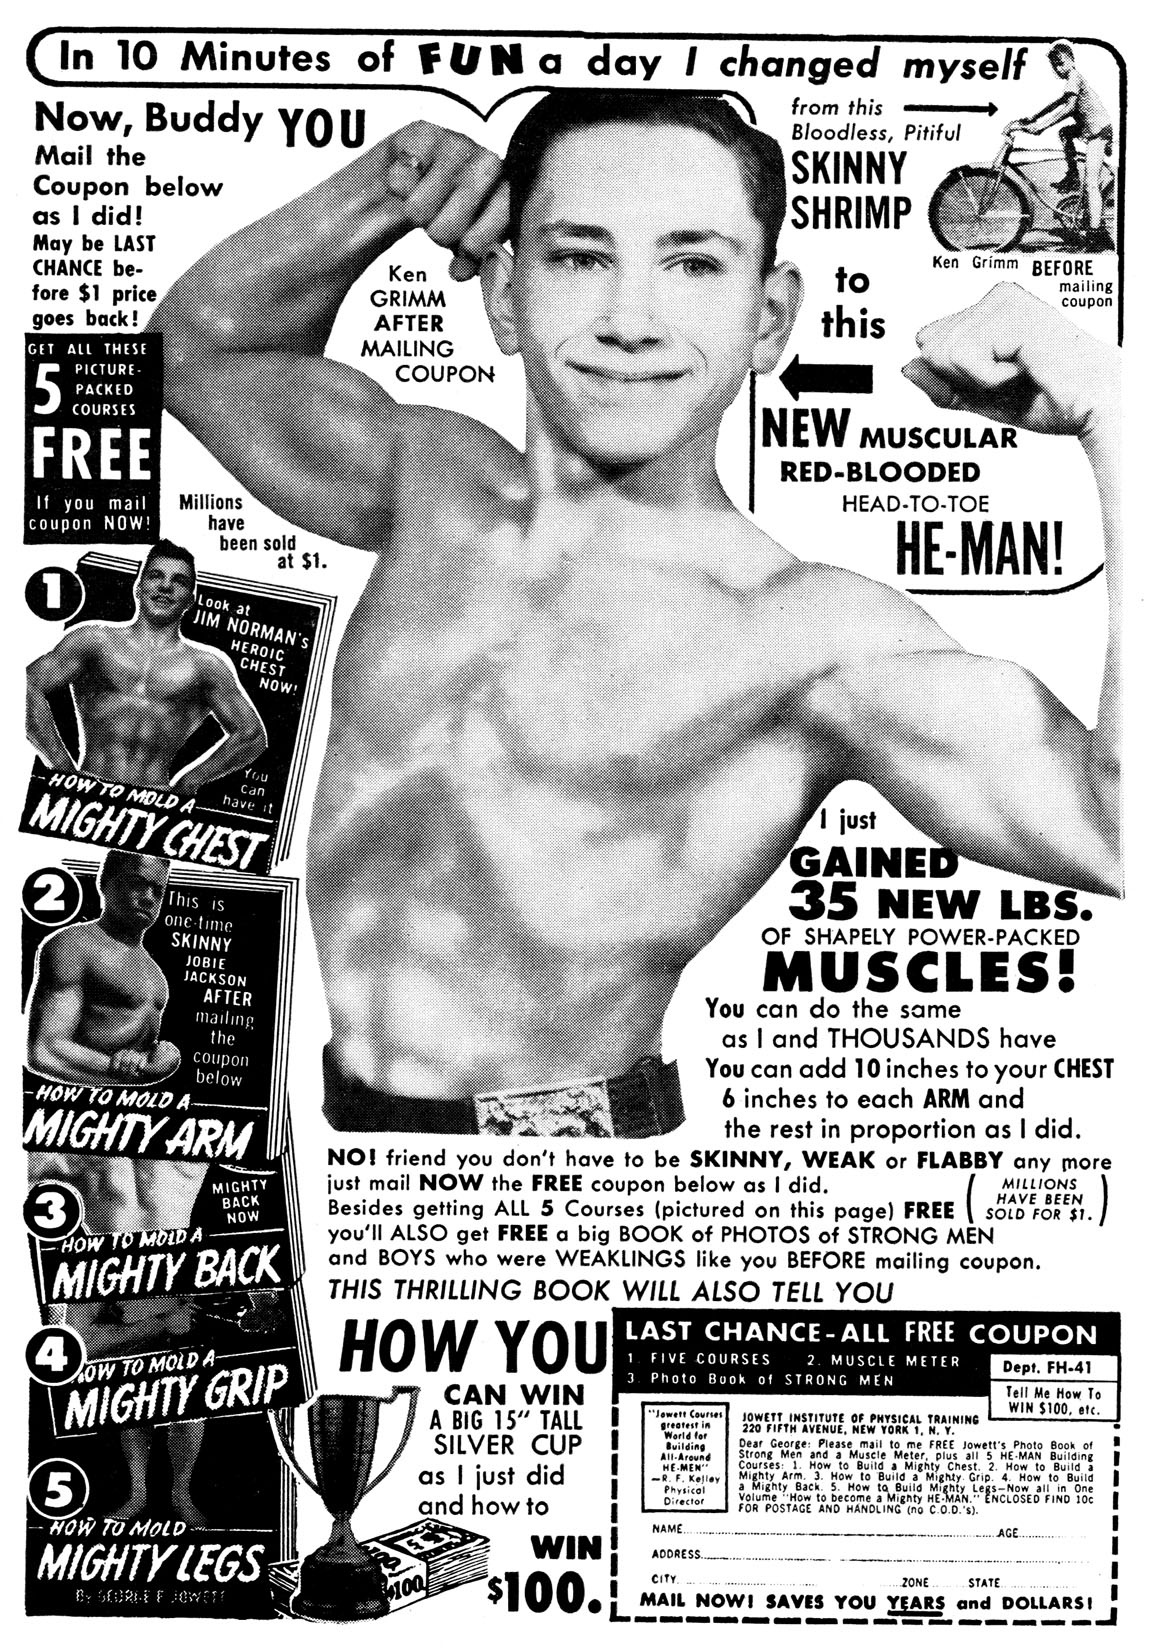 In 10 Minutes of FUN a day I changed myself
from this
Bloodless, Pitiful
SKINNY
SHRIMP
Ken Grimm BEFORE
mailing
coupon
to
this
NEW MUSCULAR
RED-BLOODED
HEAD-TO-TOE
HE-MAN!
Now, Buddy YOU
Mail the
Coupon below
as I did!
May be LAST
CHANCE be-
fore $1 price
goes back!
Ken
GRIMM
AFTER
MAILING
COUPON
GET ALL THESE
5 PICTURE-
PACKED
COURSES
FREE
If you mail
coupon NOW!
Millions
have
been sold
at $1.
1
Look at
JIM NORMAN's
HEROIC
CHEST
NOW!
You
can
have it
HOW TO MOLD A
MIGHTY CHEST
2
This is
one-time
SKINNY
JOBIE
JACKSON
AFTER
mailing
the
coupon
below
HOW TO MOLD A
MIGHTY ARM
3
MIGHTY
BACK
NOW
HOW TO MOLD A
MIGHTY BACK
4
HOW TO MOLD A
MIGHTY GRIP
5
HOW TO MOLD
MIGHTY LEGS
By GEORGE F. JOWETT
I just
GAINED
35 NEW LBS.
OF SHAPELY POWER-PACKED
MUSCLES!
You can do the same
as I and THOUSANDS have
You can add 10 inches to your CHEST
6 inches to each ARM and
the rest in proportion as I did.
NO! friend you don't have to be SKINNY, WEAK or FLABBY any more
just mail NOW the FREE coupon below as I did.
Besides getting ALL 5 Courses (pictured on this page) FREE
(MILLIONS
HAVE BEEN
SOLD FOR $1.)
you'll ALSO get FREE a big BOOK of PHOTOS of STRONG MEN
and BOYS who were WEAKLINGS like you BEFORE mailing coupon.
THIS THRILLING BOOK WILL ALSO TELL YOU
HOW YOU
CAN WIN
A BIG 15" TALL
SILVER CUP
as I just did
and how to
WIN
$100.
$100
LAST CHANCE-ALL FREE COUPON
1. FIVE COURSES 2. MUSCLE METER
3. Photo Book of STRONG MEN
Dept. FH-41
Tell Me How To
WIN $100, etc.
"Jowett Courses
greatest in
World for
Building
All-Around
HE-MEN"
—R. F. Kelley
Physical
Director
JOWETT INSTITUTE OF PHYSICAL TRAINING
220 FIFTH AVENUE, NEW YORK 1, N. Y.
Dear George: Please mail to me FREE Jowett's Photo Book of
Strong Men and a Muscle Meter, plus all 5 HE-MAN Building
Courses: 1. How to Build a Mighty Chest. 2. How to Build a
Mighty Arm. 3. How to Build a Mighty Grip. 4. How to Build
a Mighty Back. 5. How to Build Mighty Legs—Now all in One
Volume "How to become a Mighty HE-MAN." ENCLOSED FIND 10c
FOR POSTAGE AND HANDLING (no C.O.D.'s).
NAME AGE
ADDRESS
CITY ZONE STATE
MAIL NOW! SAVES YOU YEARS and DOLLARS!